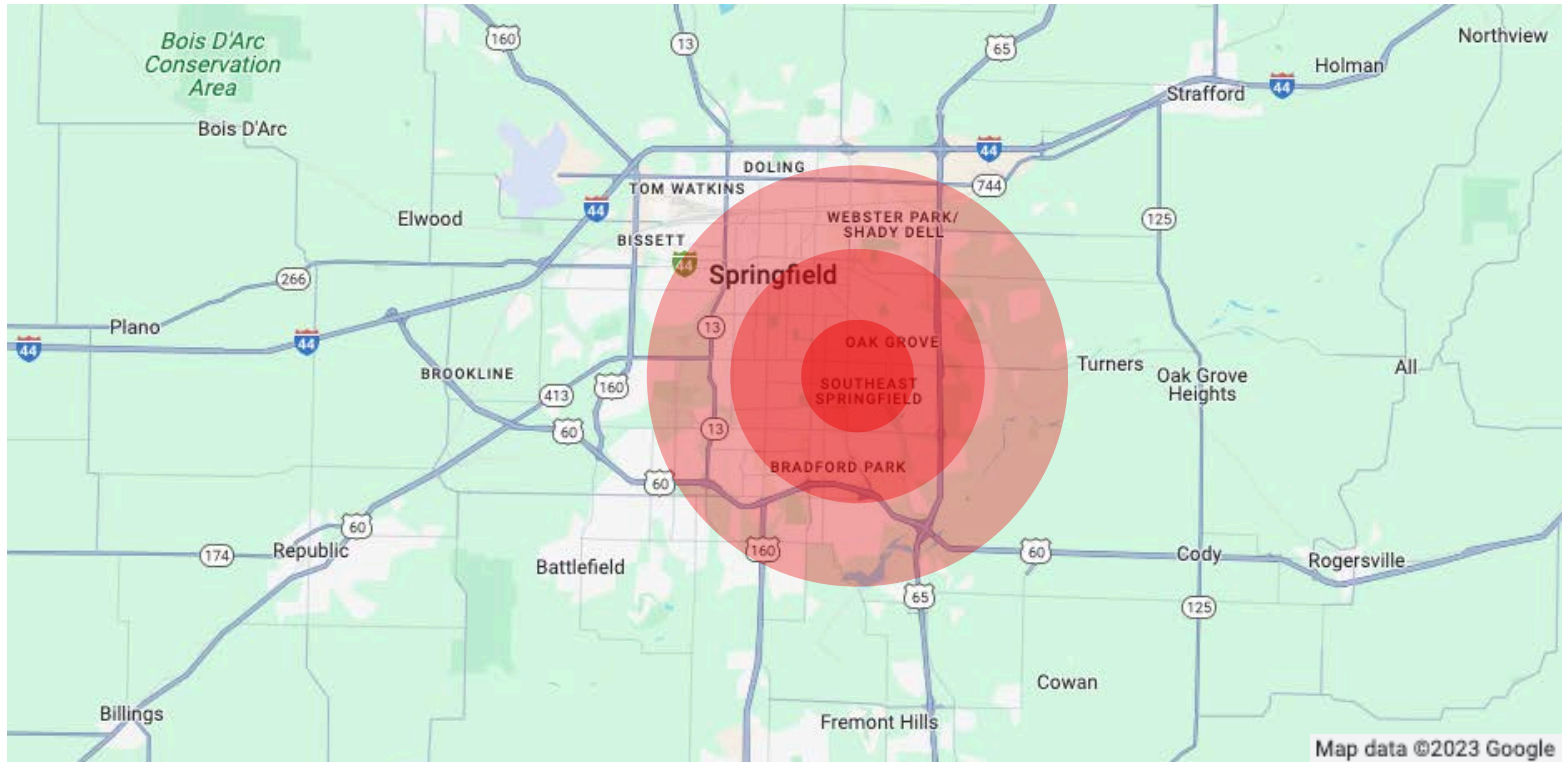 160
13
65
Northview
Bois D'Arc
Conservation
Area
Holman
44
Strafford
Bois D'Arc
44
DOLING
744
TOM WATKINS
44
Elwood
WEBSTER PARK/
SHADY DELL
125
BISSETT
44
Springfield
266
Plano
13
44
44
OAK GROVE
Turners
All
BROOKLINE
Oak Grove
Heights
160
413
SOUTHEAST
SPRINGFIELD
60
13
BRADFORD PARK
60
60
Republic
174
160
60
Cody
Rogersville
Battlefield
65
125
Cowan
Billings
Fremont Hills
Map data ©2023 Google